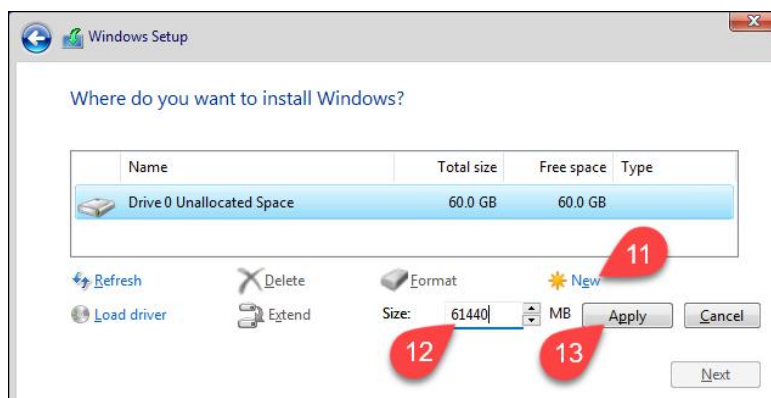 Windows Setup
Where do you want to install Windows?
Name Total size Free space Type
Drive 0 Unallocated Space 60.0 GB 60.0 GB
11
Refresh Delete Format New
Load driver Extend Size: 61440 MB Apply Cancel
12 13
Next